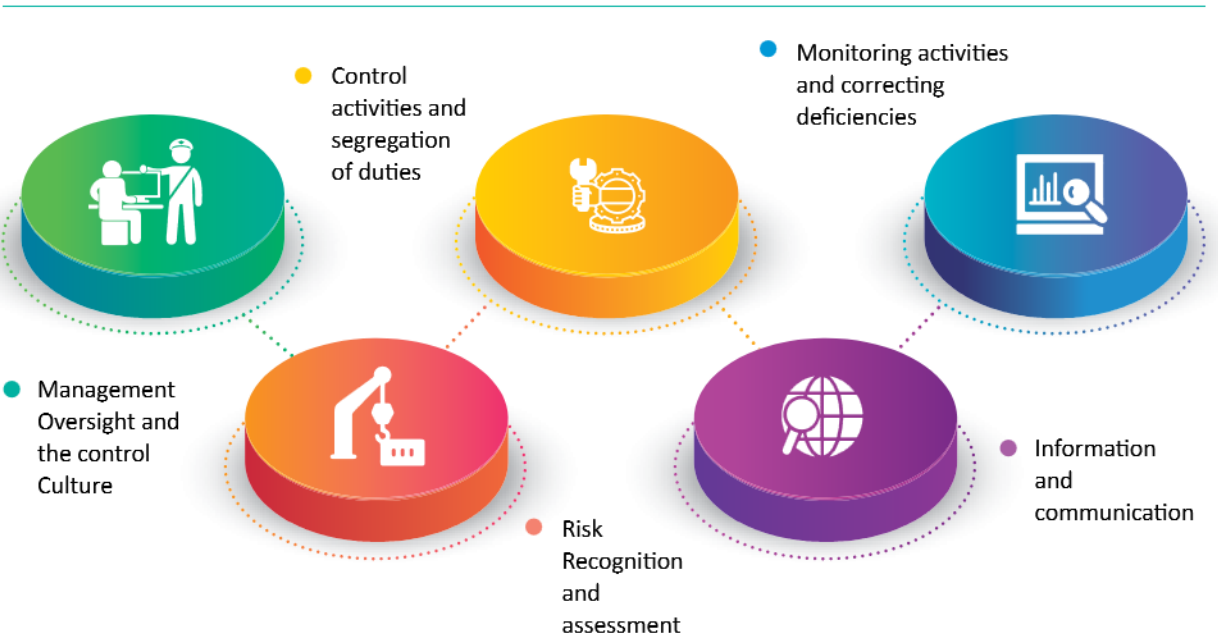 Control
activities and
segregation
of duties
Monitoring activities
and correcting
deficiencies
Management
Oversight and
the control
Culture
Risk
Recognition
and
assessment
Information
and
communication